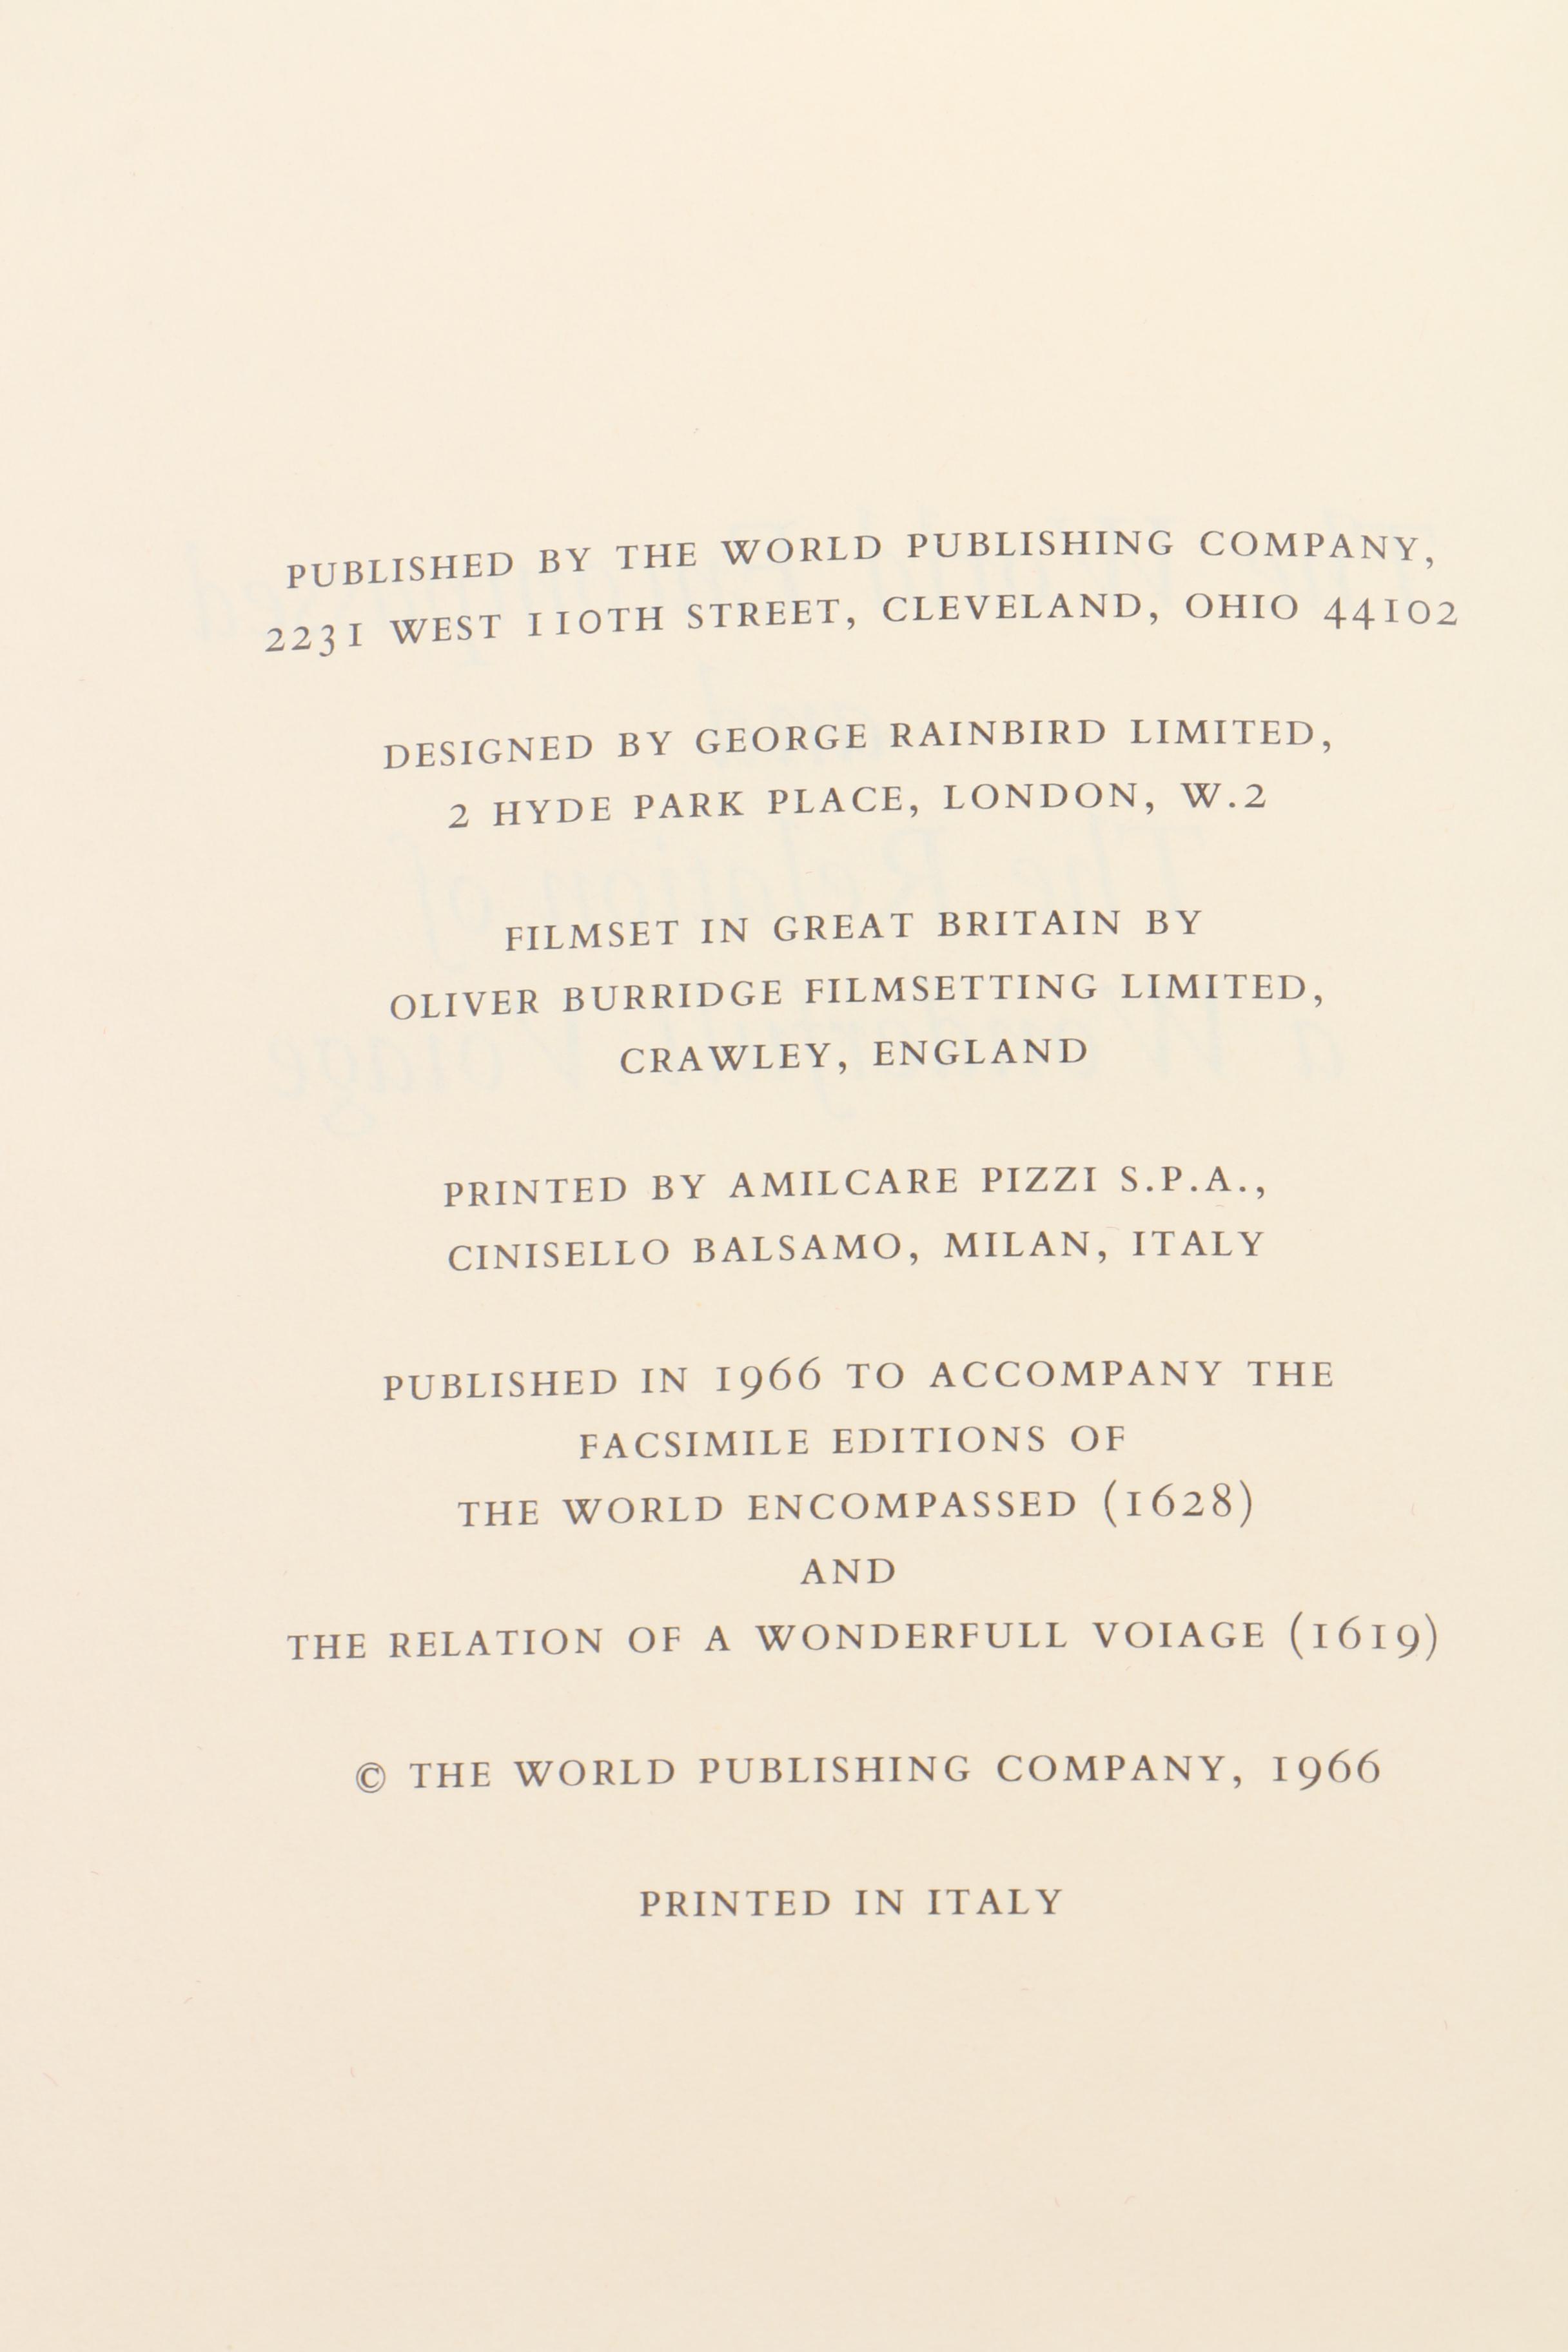 PUBLISHED BY THE WORLD PUBLISHING COMPANY,
2231 WEST 110TH STREET, CLEVELAND, OHIO 44102
DESIGNED BY GEORGE RAINBIRD LIMITED,
2 HYDE PARK PLACE, LONDON, W.2
FILMSET IN GREAT BRITAIN BY
OLIVER BURRIDGE FILMSETTING LIMITED,
CRAWLEY, ENGLAND
PRINTED BY AMILCARE PIZZI S.P.A.,
CINISELLO BALSAMO, MILAN, ITALY
PUBLISHED IN 1966 TO ACCOMPANY THE
FACSIMILE EDITIONS OF
THE WORLD ENCOMPASSED (1628)
AND
THE RELATION OF A WONDERFULL VOIAGE (1619)
© THE WORLD PUBLISHING COMPANY, 1966
PRINTED IN ITALY